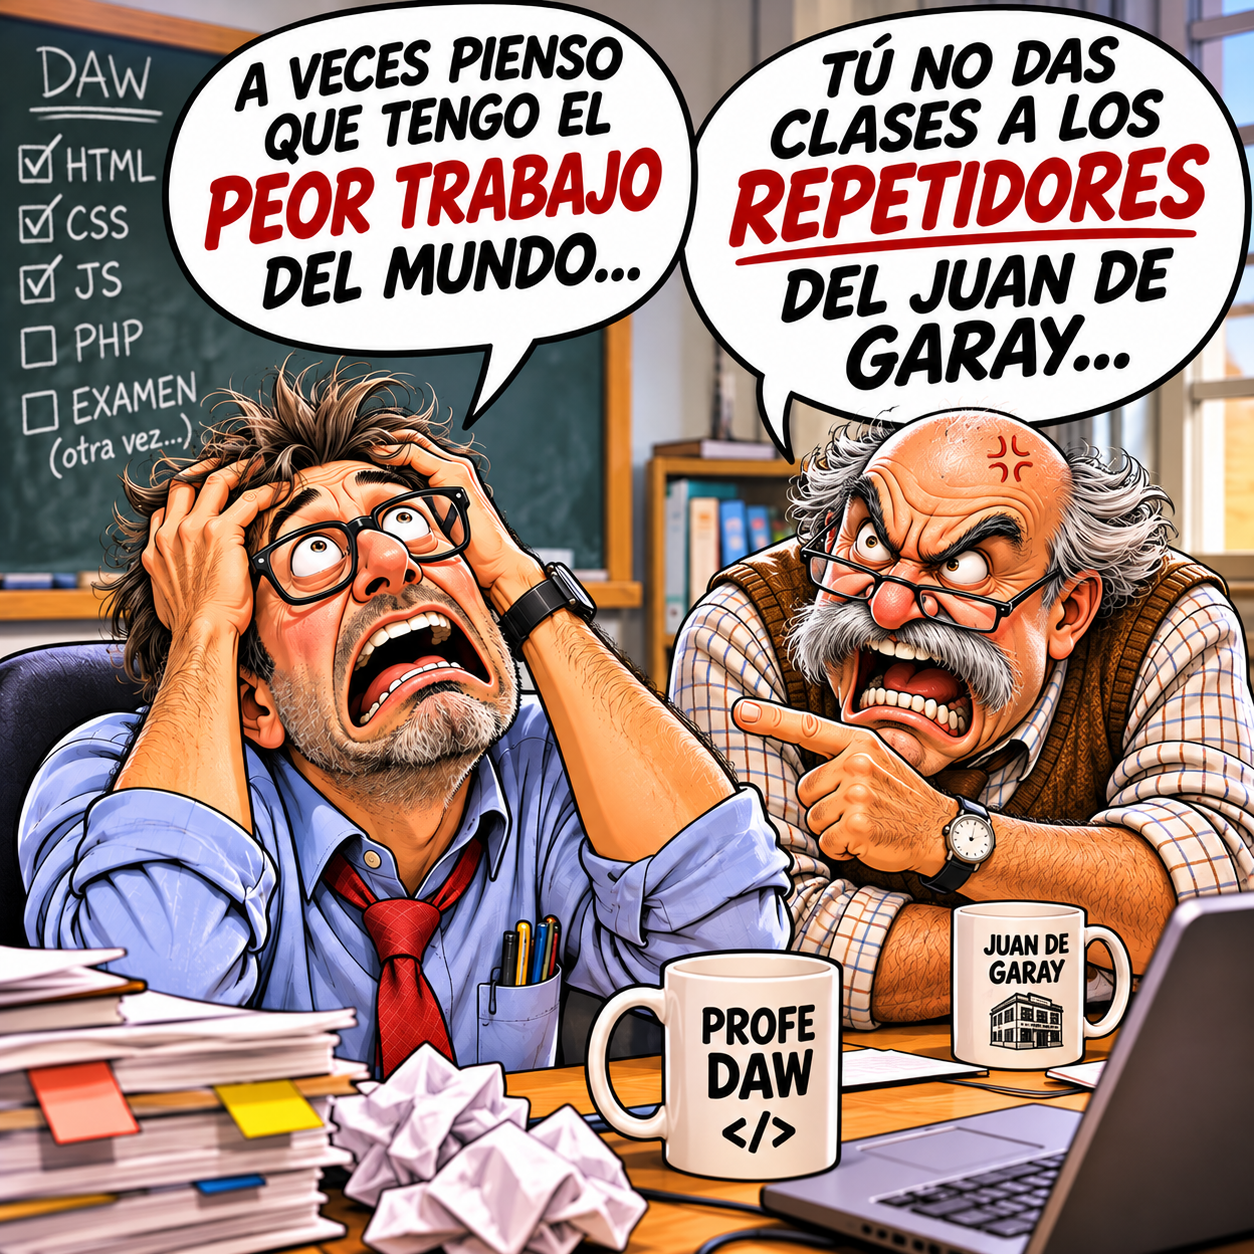 DAW
HTML
CSS
JS
PHP
EXAMEN
(otra vez...)
A VECES PIENSO
QUE TENGO EL
PEOR TRABAJO
DEL MUNDO...
TÚ NO DAS
CLASES A LOS
REPETIDORES
DEL JUAN DE
GARAY...
PROFE
DAW
</>
JUAN DE
GARAY